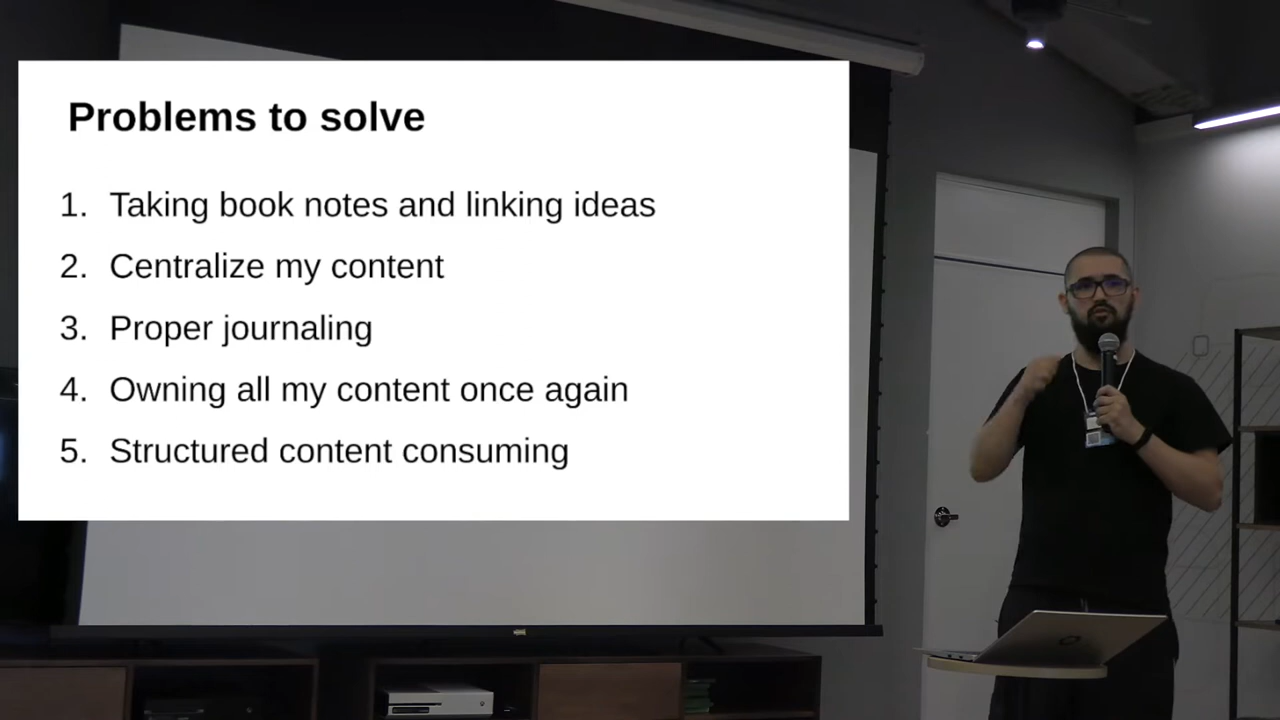 Problems to solve
1. Taking book notes and linking ideas
2. Centralize my content
3. Proper journaling
4. Owning all my content once again
5. Structured content consuming